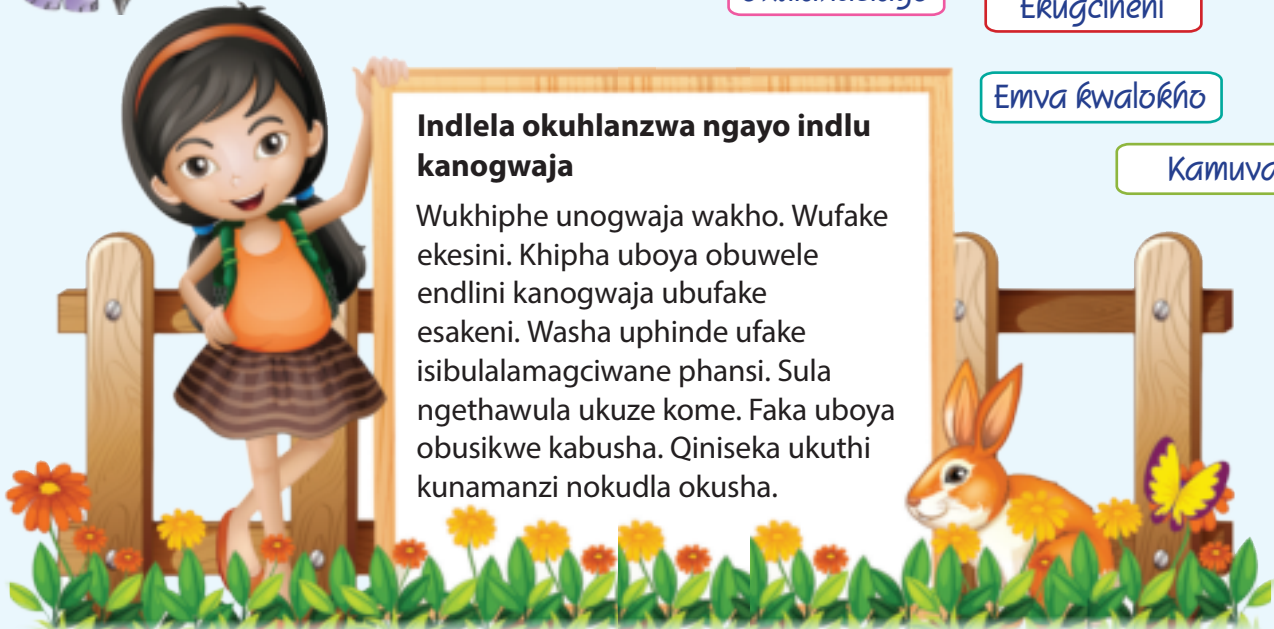 Ekugcineni
Emva kwalokho
Indlela okuhlanzwa ngayo indlu
kanogwaja
Wukhiphe unogwaja wakho. Wufake
ekesini. Khipha uboya obuwele
endlini kanogwaja ubufake
esakeni. Washa uphinde ufake
isibulalamagciwane phansi. Sula
ngethawula ukuze kome. Faka uboya
obusikwe kabusha. Qiniseka ukuthi
kunamanzi nokudla okusha.